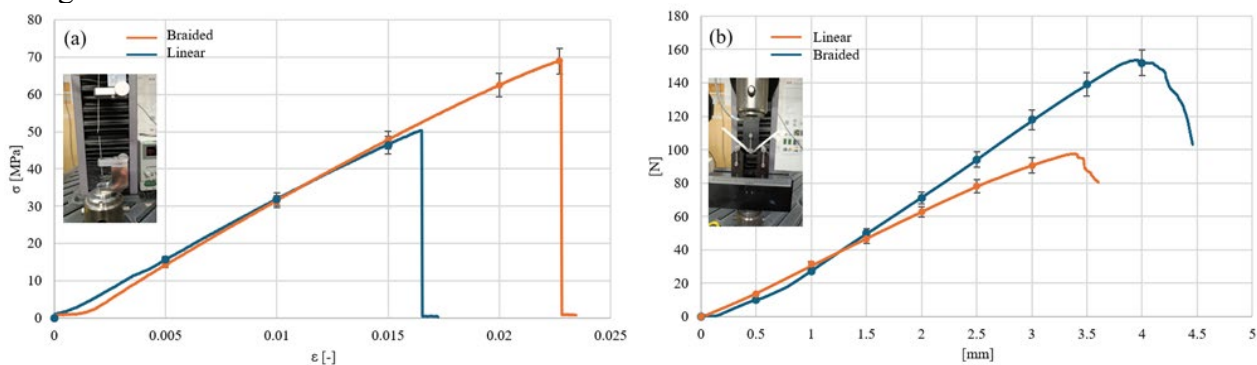 (a)
Braided
Linear
80
70
60
50
40
30
20
10
0
σ [MPa]
0 0.005 0.01 0.015 0.02 0.025
ε [-]
(b)
Linear
Braided
180
160
140
120
100
80
60
40
20
0
[N]
0 0.5 1 1.5 2 2.5 3 3.5 4 4.5 5
[mm]